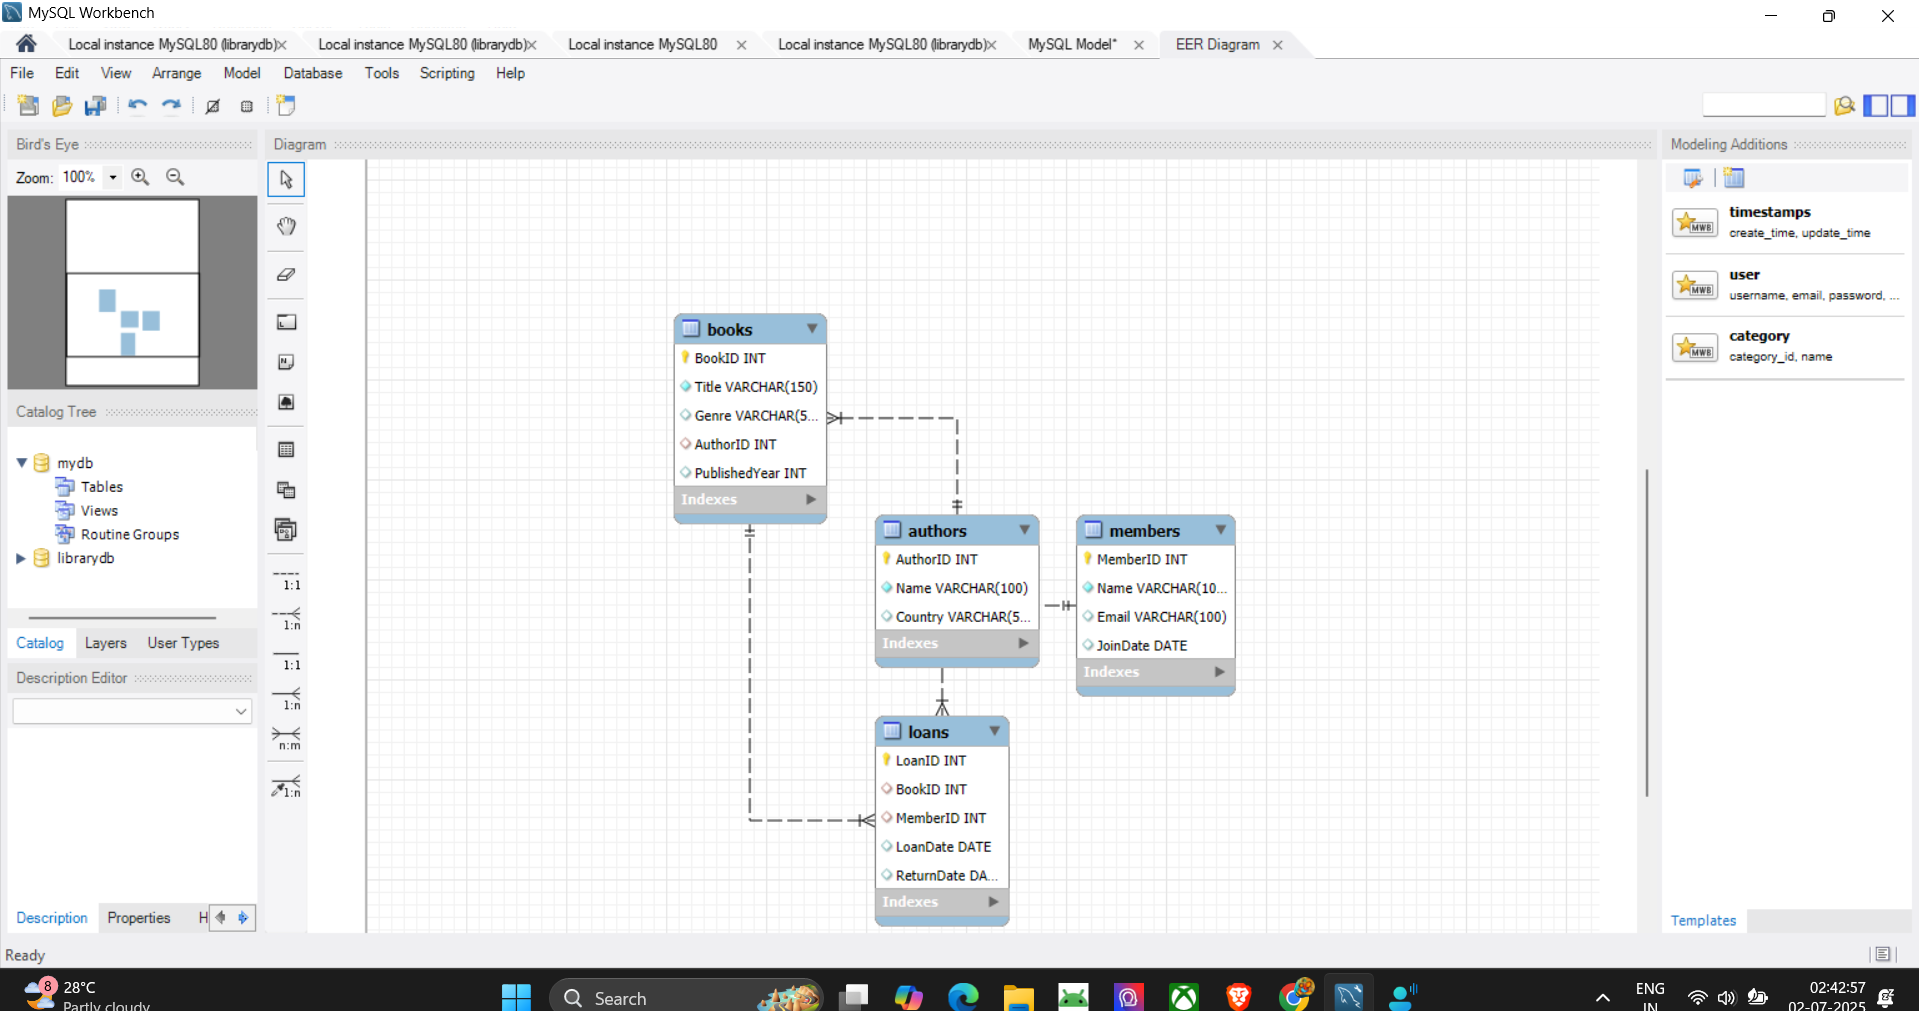 MySQL Workbench
Local instance MySQL80 (librarydb)
Local instance MySQL80 (librarydb)
Local instance MySQL80
Local instance MySQL80 (librarydb)
MySQL Model*
EER Diagram
File Edit View Arrange Model Database Tools Scripting Help
Bird's Eye
Zoom: 100%
Catalog Tree
mydb
Tables
Views
Routine Groups
librarydb
Catalog Layers User Types
Description Editor
Description Properties H
Diagram
1:1
1:n
1:1
1:n
n:m
1:n
books
BookID INT
Title VARCHAR(150)
Genre VARCHAR(5...
AuthorID INT
PublishedYear INT
Indexes
authors
AuthorID INT
Name VARCHAR(100)
Country VARCHAR(5...
Indexes
members
MemberID INT
Name VARCHAR(10...
Email VARCHAR(100)
JoinDate DATE
Indexes
loans
LoanID INT
BookID INT
MemberID INT
LoanDate DATE
ReturnDate DA...
Indexes
Modeling Additions
MWB
timestamps
create_time, update_time
MWB
user
username, email, password, ...
MWB
category
category_id, name
Templates
Ready
8
28°C
Partly cloudy
Search
ENG
IN
02:42:57
02-07-2025